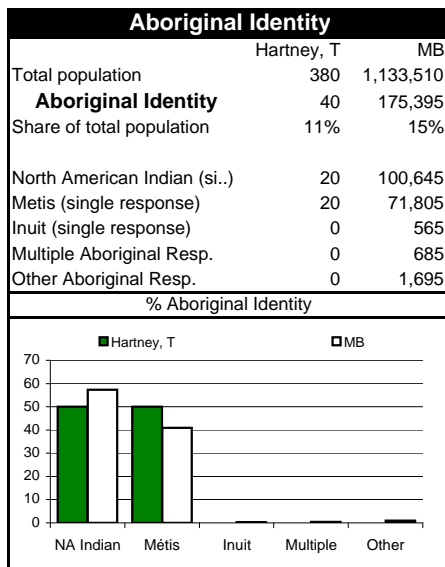 Aboriginal Identity
Hartney, T MB
Total population 380 1,133,510
Aboriginal Identity 40 175,395
Share of total population 11% 15%
North American Indian (si..) 20 100,645
Metis (single response) 20 71,805
Inuit (single response) 0 565
Multiple Aboriginal Resp. 0 685
Other Aboriginal Resp. 0 1,695
% Aboriginal Identity
Hartney, T MB
70
60
50
40
30
20
10
0
NA Indian Métis Inuit Multiple Other